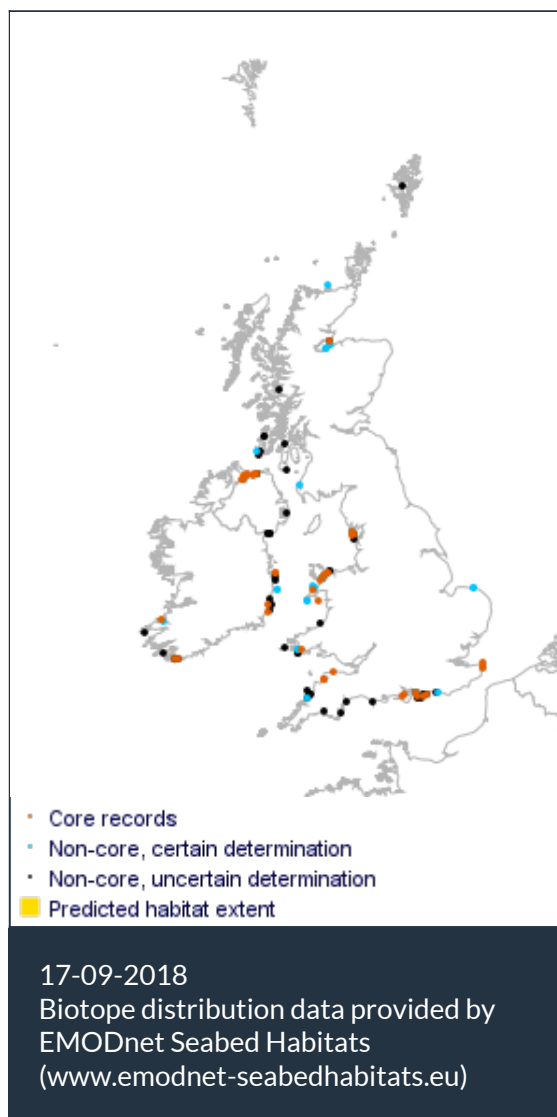 Core records
Non-core, certain determination
Non-core, uncertain determination
Predicted habitat extent
17-09-2018
Biotope distribution data provided by
EMODnet Seabed Habitats
(www.emodnet-seabedhabitats.eu)